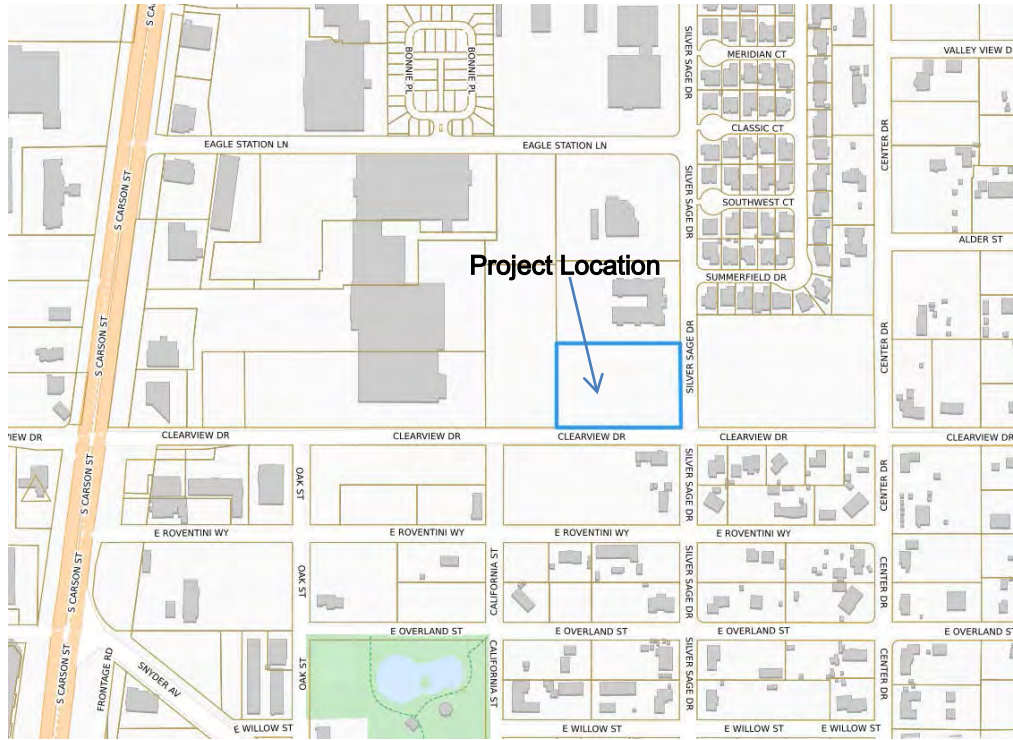 S CARSON ST
BONNIE PL
BONNIE PL
SILVER SAGE DR
MERIDIAN CT
VALLEY VIEW D
CLASSIC CT
CENTER DR
EAGLE STATION LN
EAGLE STATION LN
S CARSON ST
SILVER SAGE DR
SOUTHWEST CT
ALDER ST
Project Location
SUMMERFIELD DR
S CARSON ST
SILVER SAGE DR
CENTER DR
IEW DR
CLEARVIEW DR
CLEARVIEW DR
CLEARVIEW DR
CLEARVIEW DR
CLEARVIEW DR
S CARSON ST
OAK ST
SILVER SAGE DR
CENTER DR
E ROVENTINI WY
E ROVENTINI WY
E ROVENTINI WY
E ROVENTINI WY
S CARSON ST
OAK ST
CALIFORNIA ST
SILVER SAGE DR
CENTER DR
E OVERLAND ST
E OVERLAND ST
E OVERLAND ST
E OVERLAND ST
S CARSON ST
FRONTAGE RD
SNYDER AV
OAK ST
CALIFORNIA ST
SILVER SAGE DR
CENTER DR
E WILLOW ST
E WILLOW ST
E WILLOW ST
E WILLOW ST